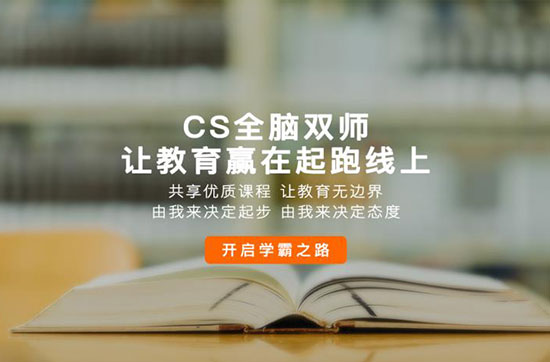 CS全脑双师
让教育赢在起跑线上
共享优质课程 让教育无边界
由我来决定起步 由我来决定态度
开启学霸之路